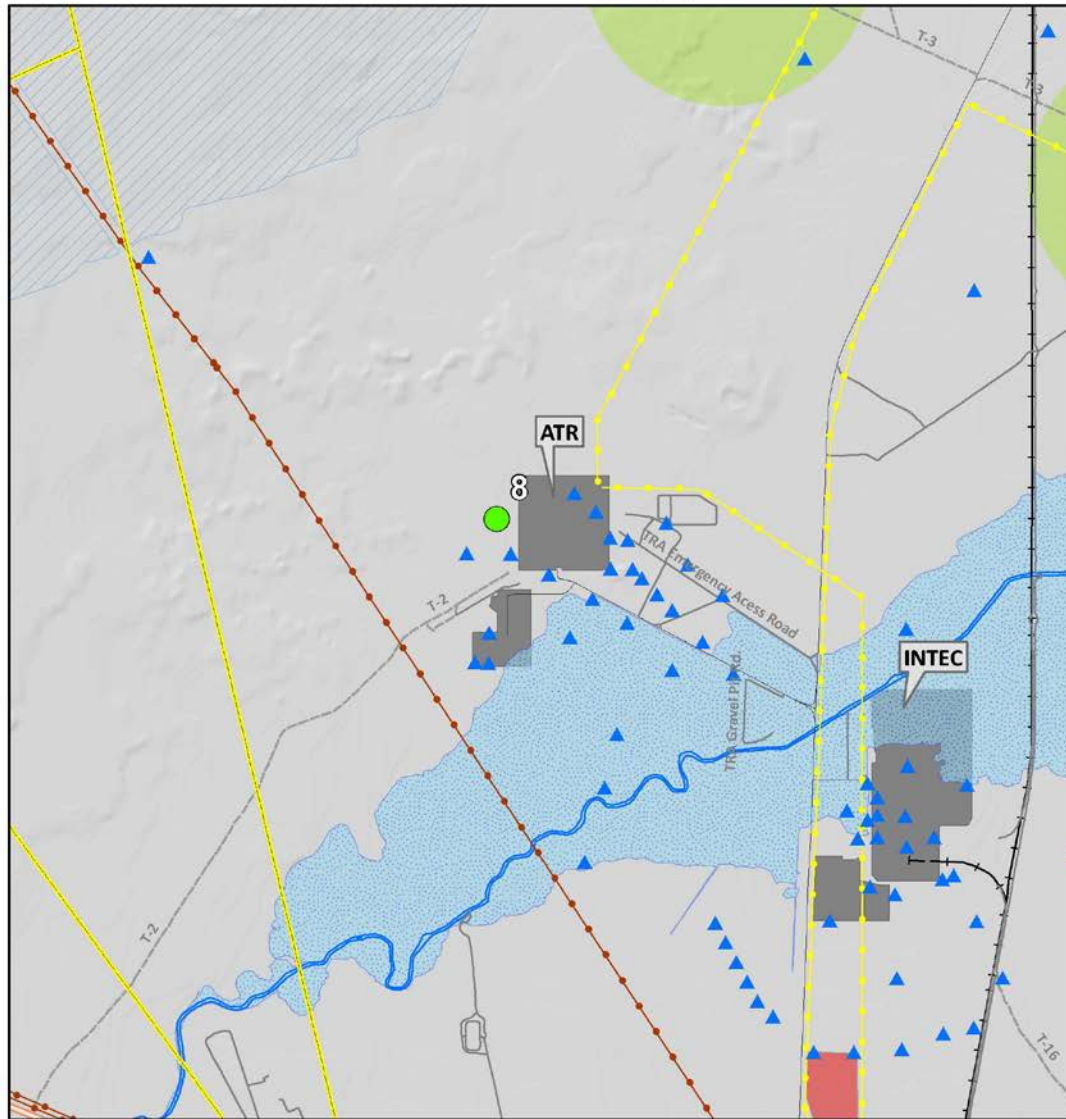 T-3
T-3
ATR
8
TRA Emergency Acess Road
T-2
INTEC
TRA Gravel Pit Rd.
T-2
T-16